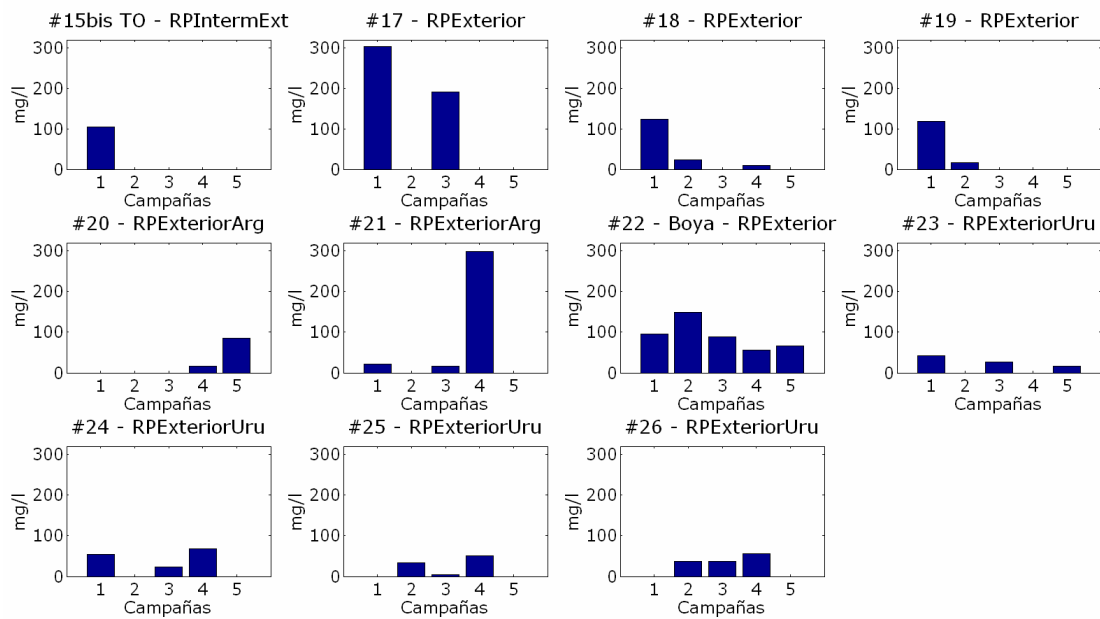 #15bis TO - RPIntermExt
300
200
100
0
mg/l
1 2 3 4 5
Campañas
#17 - RPExterior
300
200
100
0
mg/l
1 2 3 4 5
Campañas
#18 - RPExterior
300
200
100
0
mg/l
1 2 3 4 5
Campañas
#19 - RPExterior
300
200
100
0
mg/l
1 2 3 4 5
Campañas
#20 - RPExteriorArg
300
200
100
0
mg/l
1 2 3 4 5
Campañas
#21 - RPExteriorArg
300
200
100
0
mg/l
1 2 3 4 5
Campañas
#22 - Boya - RPExterior
300
200
100
0
mg/l
1 2 3 4 5
Campañas
#23 - RPExteriorUru
300
200
100
0
mg/l
1 2 3 4 5
Campañas
#24 - RPExteriorUru
300
200
100
0
mg/l
1 2 3 4 5
Campañas
#25 - RPExteriorUru
300
200
100
0
mg/l
1 2 3 4 5
Campañas
#26 - RPExteriorUru
300
200
100
0
mg/l
1 2 3 4 5
Campañas